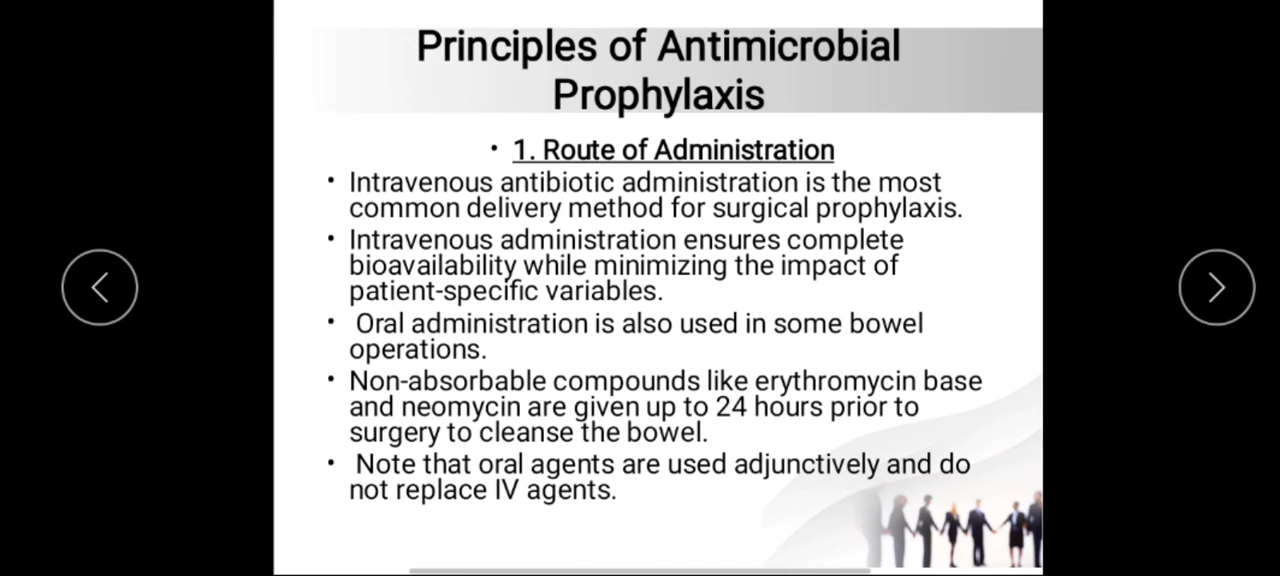 Principles of Antimicrobial
Prophylaxis
• 1. Route of Administration
• Intravenous antibiotic administration is the most
common delivery method for surgical prophylaxis.
• Intravenous administration ensures complete
bioavailability while minimizing the impact of
patient-specific variables.
• Oral administration is also used in some bowel
operations.
• Non-absorbable compounds like erythromycin base
and neomycin are given up to 24 hours prior to
surgery to cleanse the bowel.
• Note that oral agents are used adjunctively and do
not replace IV agents.